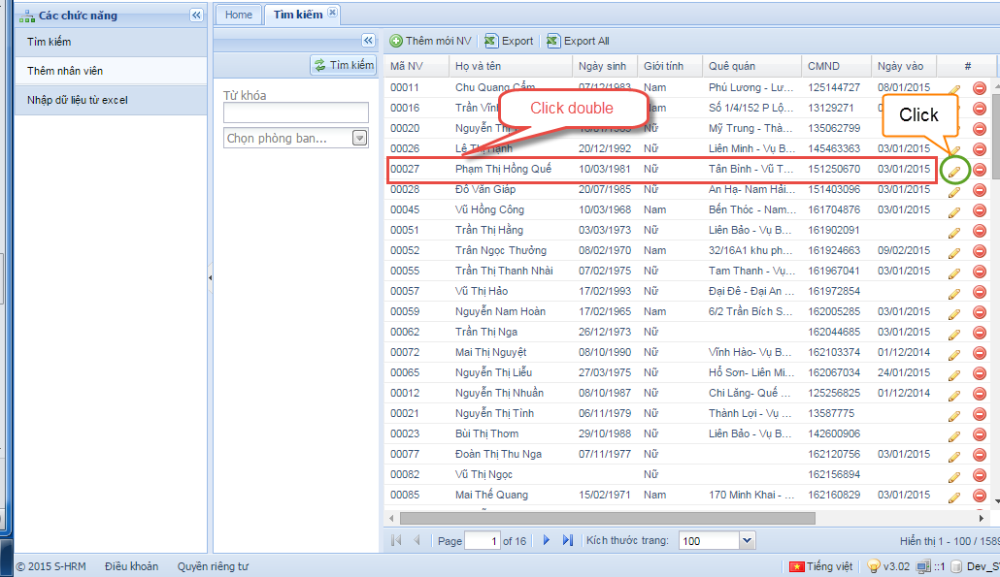 Các chức năng
Tìm kiếm
Thêm nhân viên
Nhập dữ liệu từ excel
Home Tìm kiếm
Tìm kiếm
Từ khóa
Chọn phòng ban...
Thêm mới NV Export Export All
Mã NV Họ và tên Ngày sinh Giới tính Quê quán CMND Ngày vào #
00011 Chu Quang Cẩm 07/12/1983 Nam Phú Lương - Lư... 125144727 08/01/2015
00016 Trần Vĩnh Nam Số 1/4/152 P Lộ... 13129271
00020 Nguyễn Thị Nữ Mỹ Trung - Thà... 135062799
00026 Lê Thị Hạnh 20/12/1992 Nữ Liên Minh - Vụ B... 145463363 03/01/2015
00027 Phạm Thị Hồng Quế 10/03/1981 Nữ Tân Bình - Vũ T... 151250670 03/01/2015
00028 Đỗ Văn Giáp 20/07/1985 Nam An Hạ- Nam Hải... 151403096 03/01/2015
00045 Vũ Hồng Công 10/03/1968 Nam Bến Thóc - Nam... 161704876 03/01/2015
00051 Trần Thị Hằng 03/03/1973 Nữ Liên Bảo - Vụ B... 161902091
00052 Trần Ngọc Thưởng 08/02/1970 Nam 32/16A1 khu ph... 161924663 09/02/2015
00055 Trần Thị Thanh Nhài 07/02/1975 Nữ Tam Thanh - Vụ... 161967041 03/01/2015
00057 Vũ Thị Hảo 17/02/1993 Nữ Đại Đê - Đại An ... 161972854
00059 Nguyễn Nam Hoàn 17/02/1965 Nam 6/2 Trần Bích S... 162005285 03/01/2015
00062 Trần Thị Nga 26/12/1973 Nữ 162044685 03/01/2015
00072 Mai Thị Nguyệt 08/10/1990 Nữ Vĩnh Hào- Vụ B... 162103374 01/12/2014
00065 Nguyễn Thị Liễu 27/03/1975 Nữ Hổ Sơn- Liên Mi... 162067034 24/01/2015
00012 Nguyễn Thị Nhuần 08/10/1987 Nữ Chi Lăng- Quế ... 125256825 01/12/2014
00021 Nguyễn Thị Tính 06/11/1979 Nữ Thành Lợi - Vụ ... 13587775
00023 Bùi Thị Thơm 29/10/1988 Nữ Liên Bảo - Vụ B... 142600906
00077 Đoàn Thị Thu Nga 07/11/1977 Nữ 162120756 03/01/2015
00082 Vũ Thị Ngọc Nữ 162156894
00085 Mai Thế Quang 15/02/1971 Nam 170 Minh Khai - ... 162160829 03/01/2015
Click double
Click
Page 1 of 16 Kích thước trang: 100 Hiển thị 1 - 100 / 1589
© 2015 S-HRM Điều khoản Quyền riêng tư Tiếng việt v3.02 ::1 Dev_S